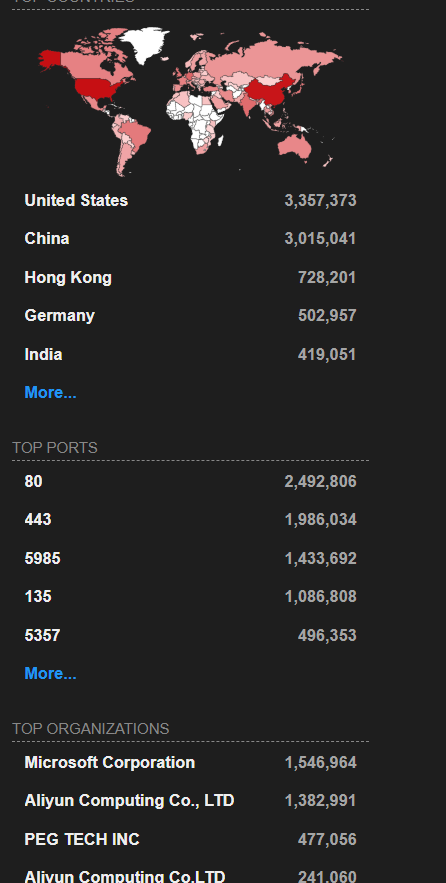 TOP COUNTRIES
United States 3,357,373
China 3,015,041
Hong Kong 728,201
Germany 502,957
India 419,051
More...
TOP PORTS
80 2,492,806
443 1,986,034
5985 1,433,692
135 1,086,808
5357 496,353
More...
TOP ORGANIZATIONS
Microsoft Corporation 1,546,964
Aliyun Computing Co., LTD 1,382,991
PEG TECH INC 477,056
Aliyun Computing Co.LTD 241,060